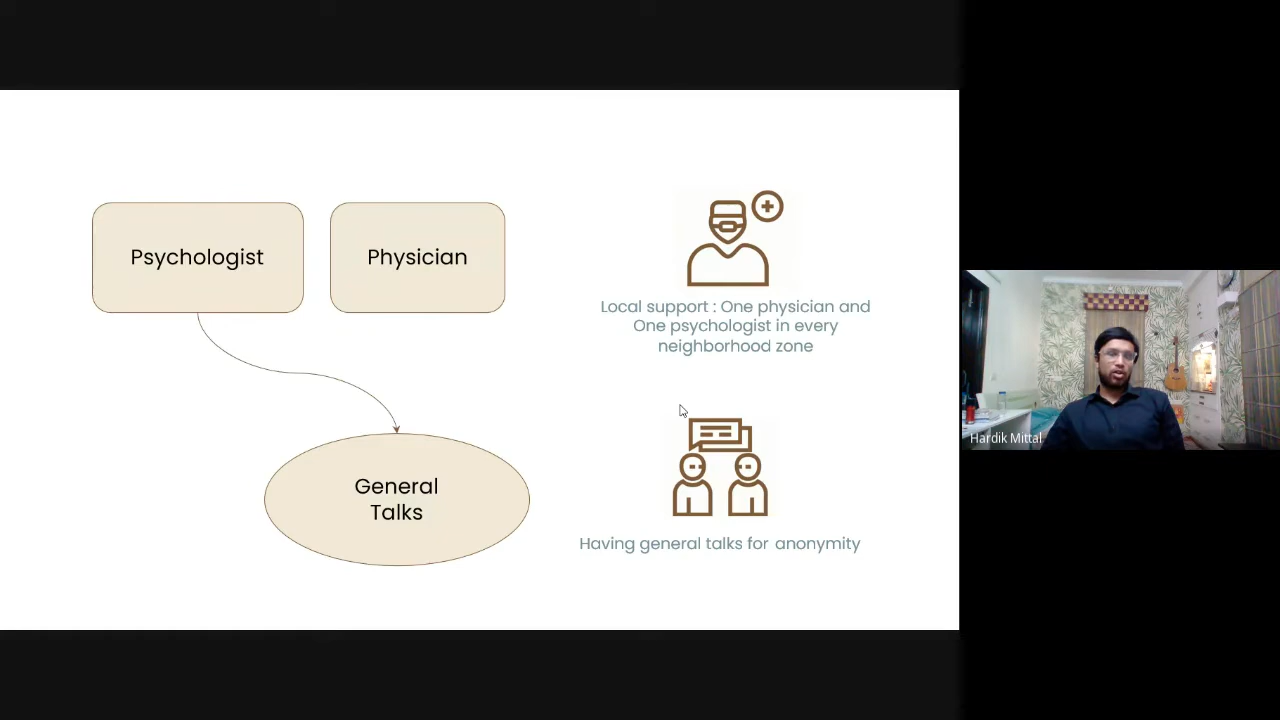 Psychologist
Physician
General
Talks
Local support : One physician and
One psychologist in every
neighborhood zone
Having general talks for anonymity
Hardik Mittal